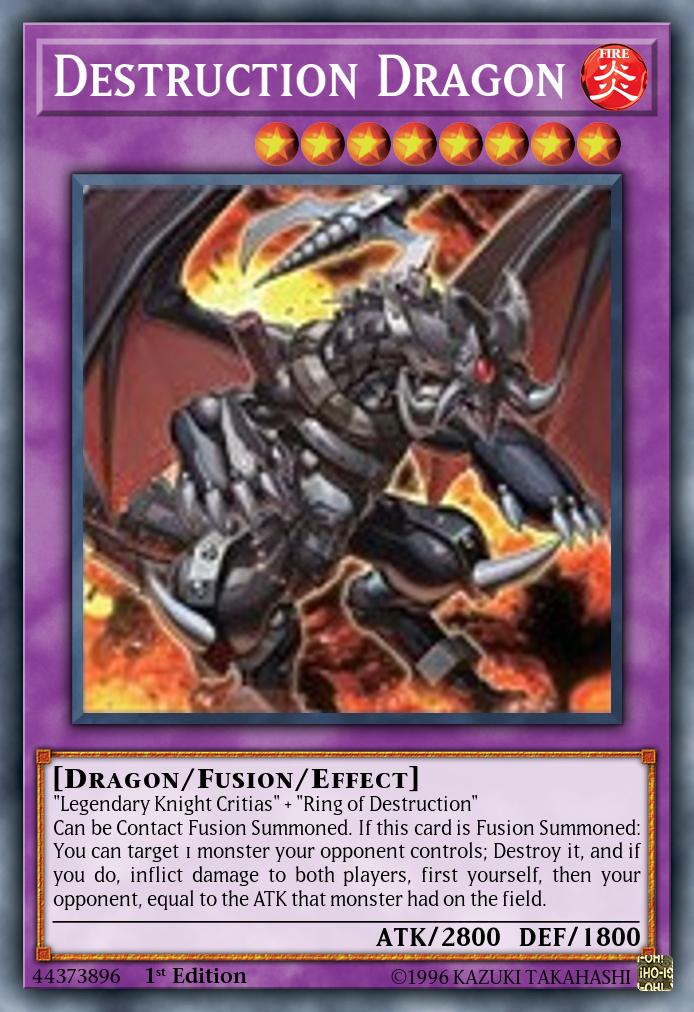 DESTRUCTION DRAGON
FIRE
炎
[DRAGON/FUSION/EFFECT]
"Legendary Knight Critias" + "Ring of Destruction"
Can be Contact Fusion Summoned. If this card is Fusion Summoned:
You can target 1 monster your opponent controls; Destroy it, and if
you do, inflict damage to both players, first yourself, then your
opponent, equal to the ATK that monster had on the field.
ATK/2800 DEF/1800
44373896 1st Edition ©1996 KAZUKI TAKAHASHI